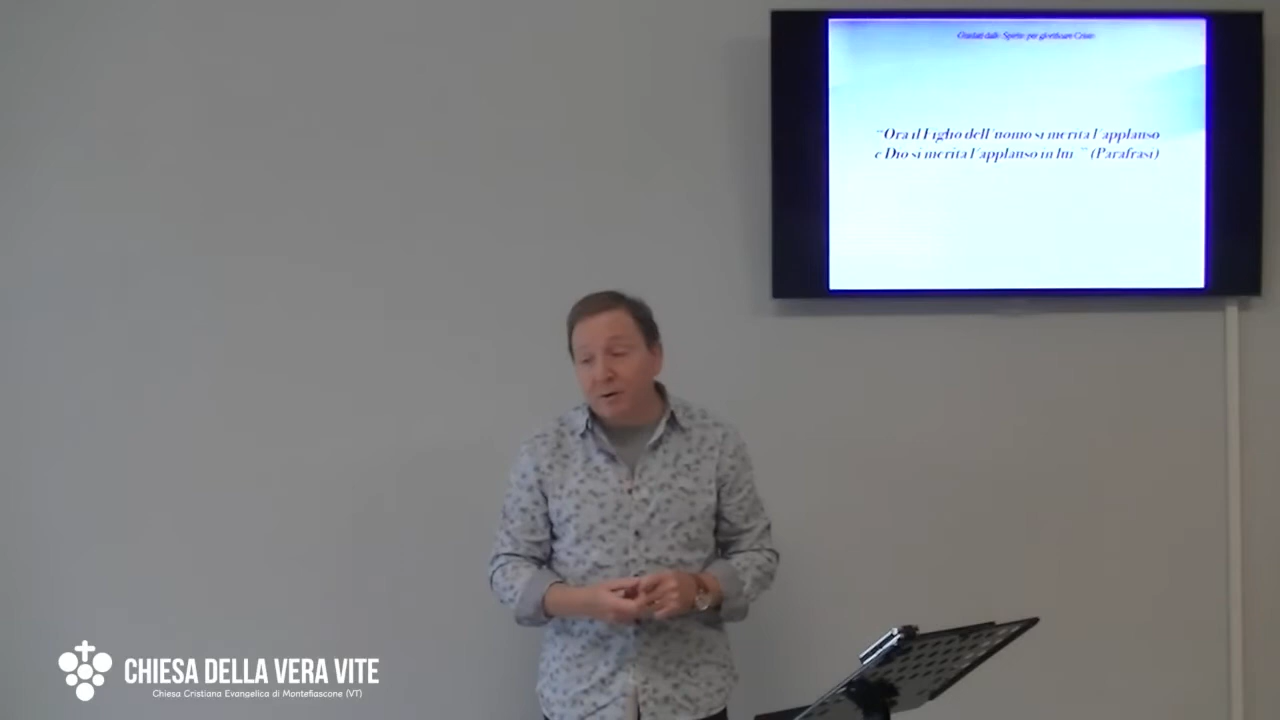 Guidati dallo Spirito per glorificare Cristo
“Ora il Figlio dell’uomo si merita l’applauso
e Dio si merita l’applauso in lui.” (Parafrasi)
CHIESA DELLA VERA VITE
Chiesa Cristiana Evangelica di Montefiascone (VT)